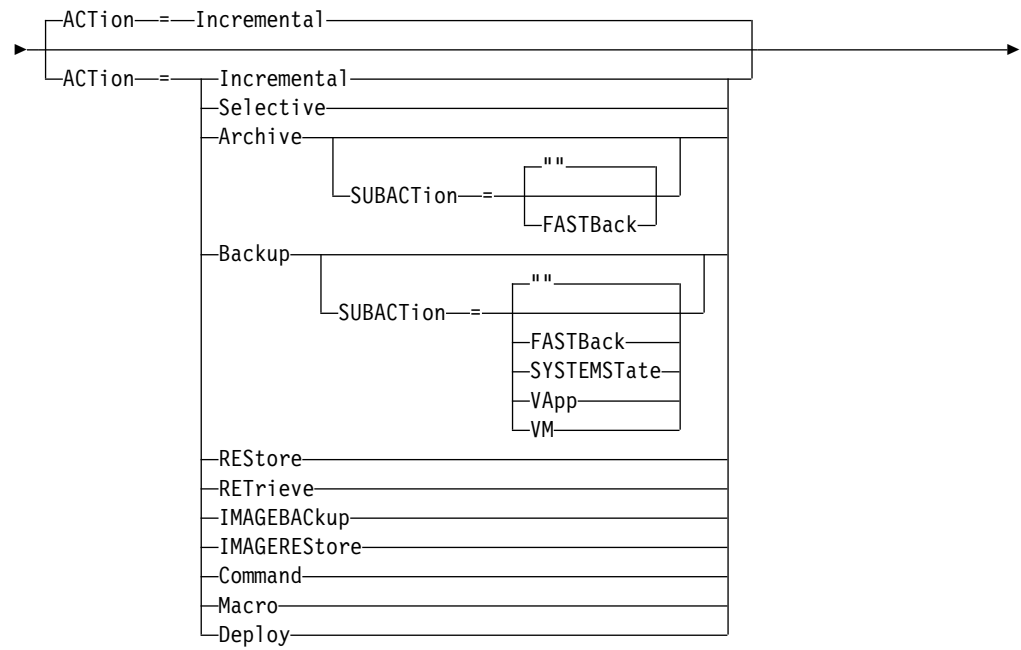 ACTion = Incremental
ACTion = Incremental
Selective
Archive
""
SUBACTion =
FASTBack
Backup
""
SUBACTion =
FASTBack
SYSTEMSTate
VApp
VM
REStore
RETrieve
IMAGEBACkup
IMAGEREStore
Command
Macro
Deploy